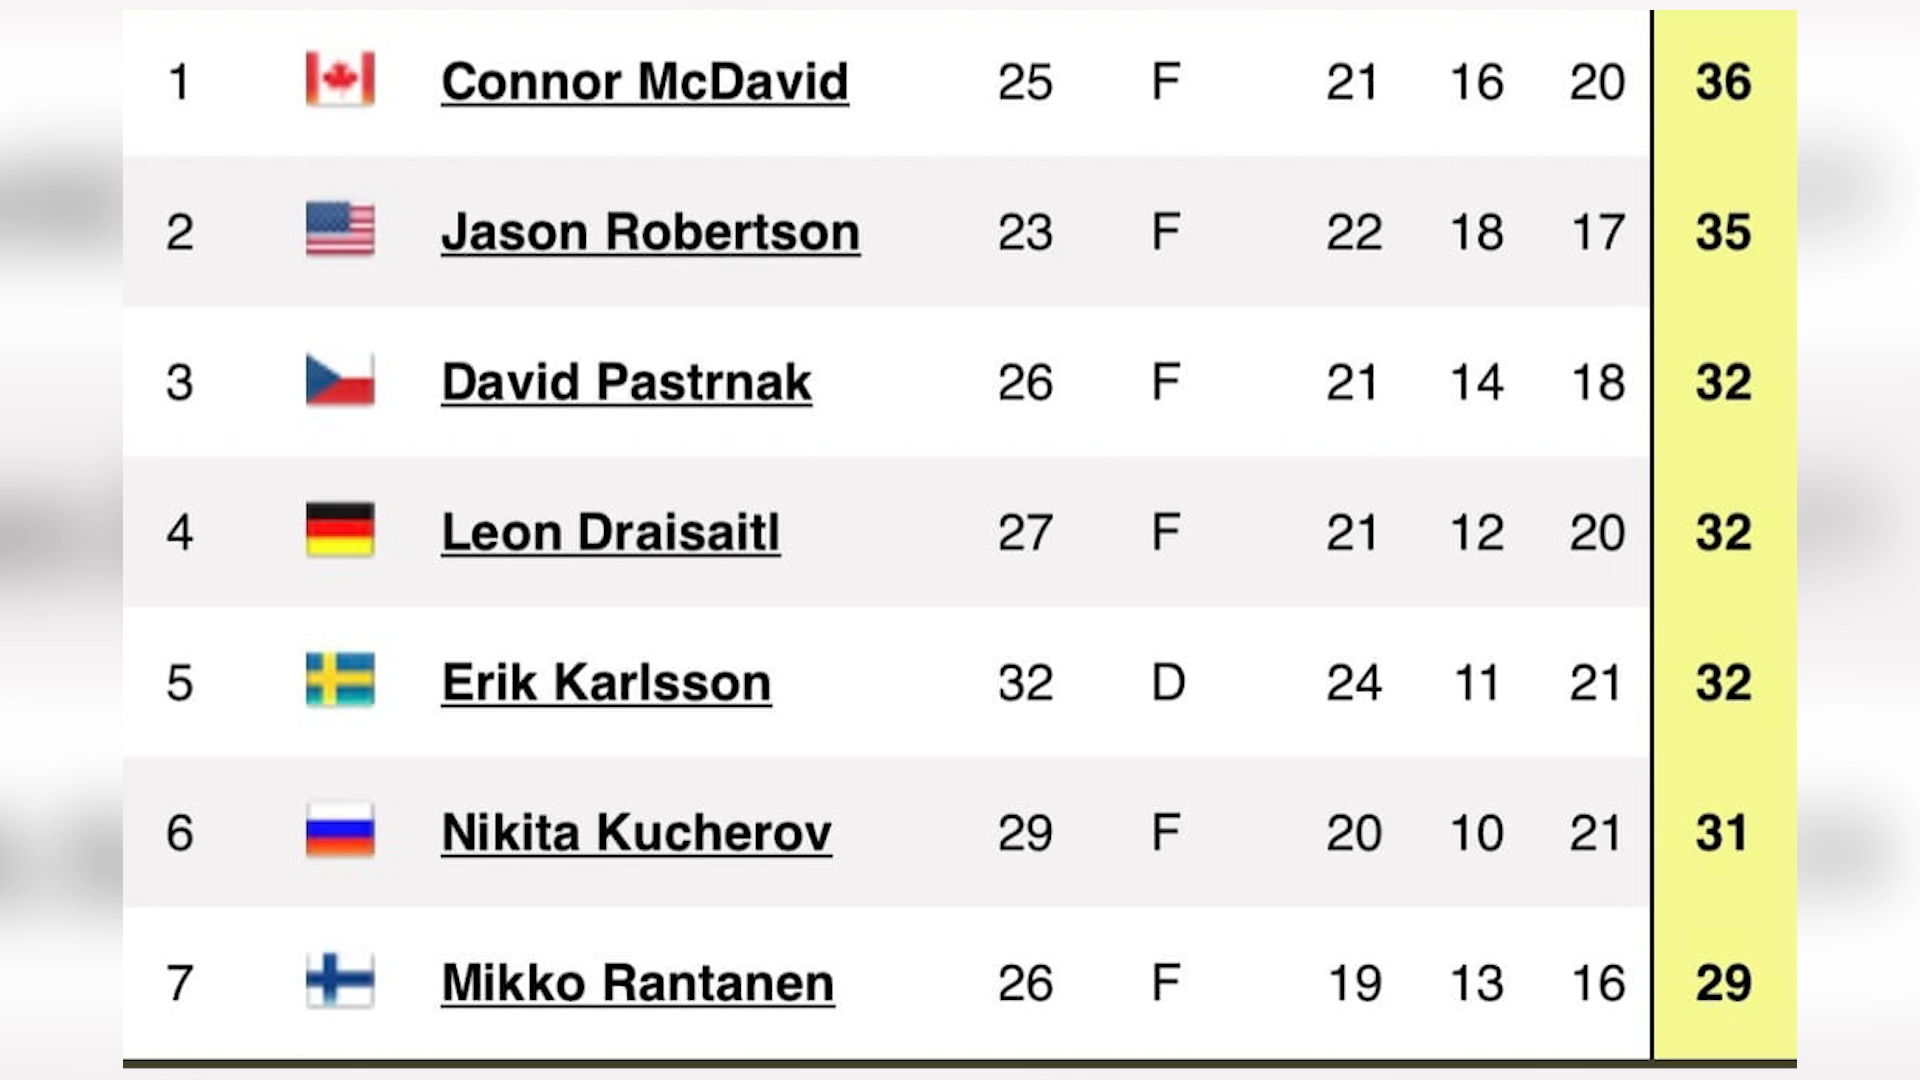 1 Connor McDavid 25 F 21 16 20 36
2 Jason Robertson 23 F 22 18 17 35
3 David Pastrnak 26 F 21 14 18 32
4 Leon Draisaitl 27 F 21 12 20 32
5 Erik Karlsson 32 D 24 11 21 32
6 Nikita Kucherov 29 F 20 10 21 31
7 Mikko Rantanen 26 F 19 13 16 29